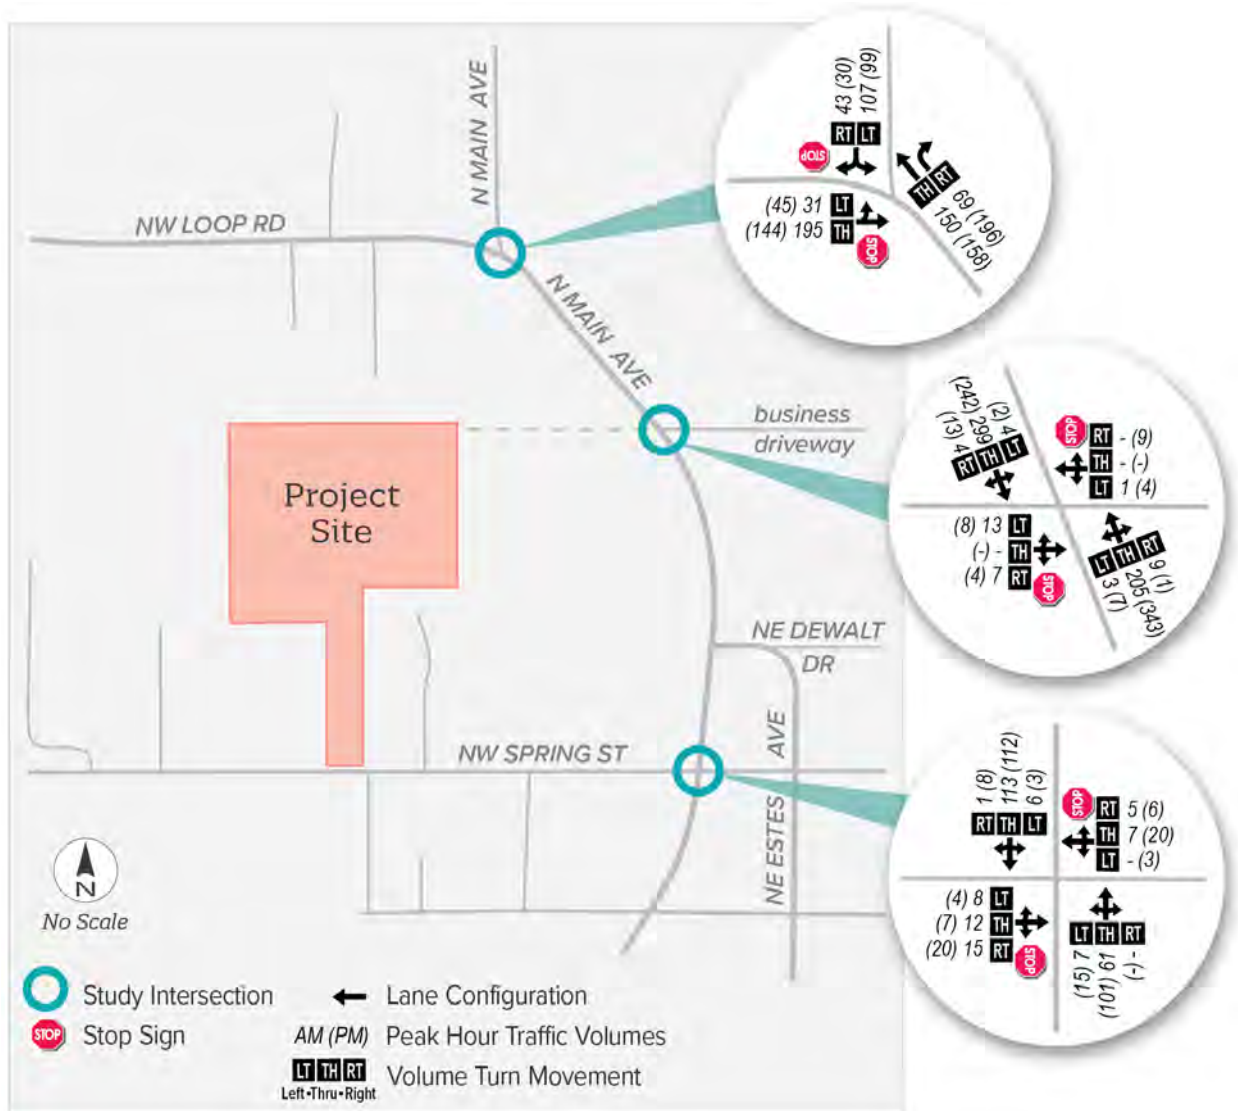 N MAIN AVE
NW LOOP RD
N MAIN AVE
43 (30)
107 (99)
RT LT
STOP
(45) 31 LT
(144) 195 TH
STOP
TH RT
69 (196)
150 (158)
business
driveway
(2) 4
(242) 299
(13) 4
RT TH LT
STOP
RT - (9)
TH - (-)
LT 1 (4)
(8) 13 LT
(-) - TH
(4) 7 RT
STOP
LT TH RT
9 (1)
205 (343)
3 (7)
Project
Site
NE DEWALT
DR
NW SPRING ST
NE ESTES AVE
1 (8)
113 (112)
6 (3)
RT TH LT
STOP
RT 5 (6)
TH 7 (20)
LT - (3)
(4) 8 LT
(7) 12 TH
(20) 15 RT
STOP
LT TH RT
(15) 7
(101) 61
(-) -
N
No Scale
Study Intersection
STOP Stop Sign
Lane Configuration
AM (PM) Peak Hour Traffic Volumes
LT TH RT Volume Turn Movement
Left•Thru•Right